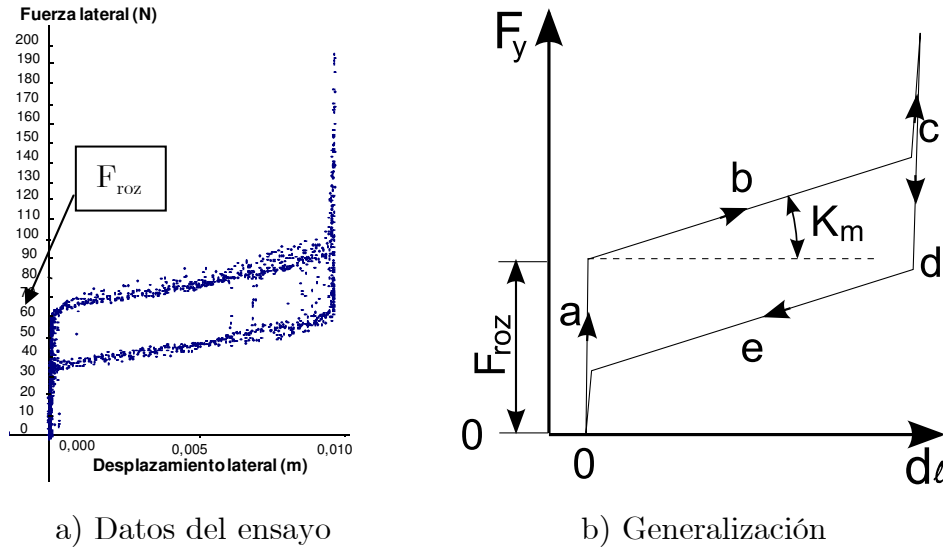 Fuerza lateral (N)
200
190
180
170
160
150
140
130
120
110
100
90
80
70
60
50
40
30
20
10
0
F_roz
0,000
0,005
0,010
Desplazamiento lateral (m)
a) Datos del ensayo
F_y
c
b
K_m
d
a
e
F_roz
0
0
dℓ
b) Generalización